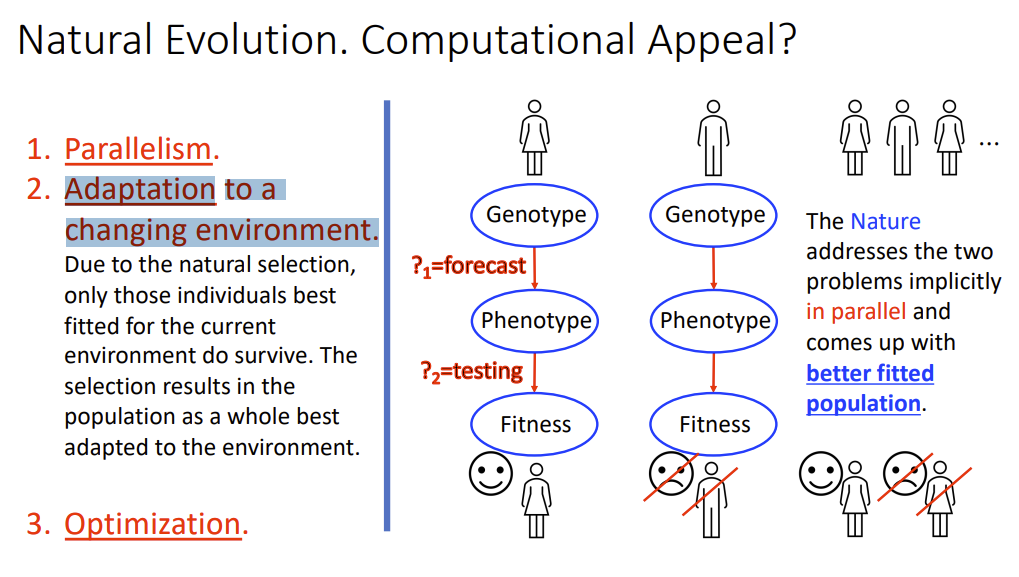 Natural Evolution. Computational Appeal?
1. Parallelism.
2. Adaptation to a
changing environment.
Due to the natural selection,
only those individuals best
fitted for the current
environment do survive. The
selection results in the
population as a whole best
adapted to the environment.
3. Optimization.
Genotype
?₁=forecast
Phenotype
?₂=testing
Fitness
Genotype
Phenotype
Fitness
...
The Nature
addresses the two
problems implicitly
in parallel and
comes up with
better fitted
population.